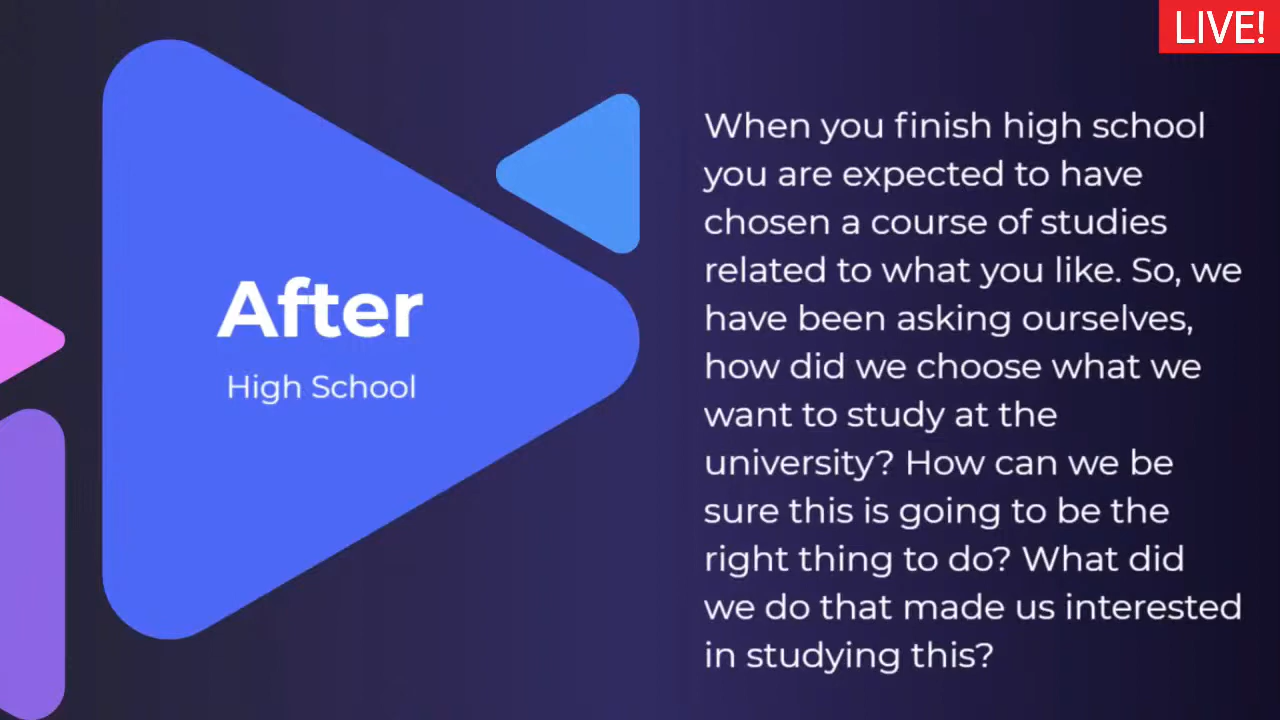 LIVE!
After
High School
When you finish high school
you are expected to have
chosen a course of studies
related to what you like. So, we
have been asking ourselves,
how did we choose what we
want to study at the
university? How can we be
sure this is going to be the
right thing to do? What did
we do that made us interested
in studying this?